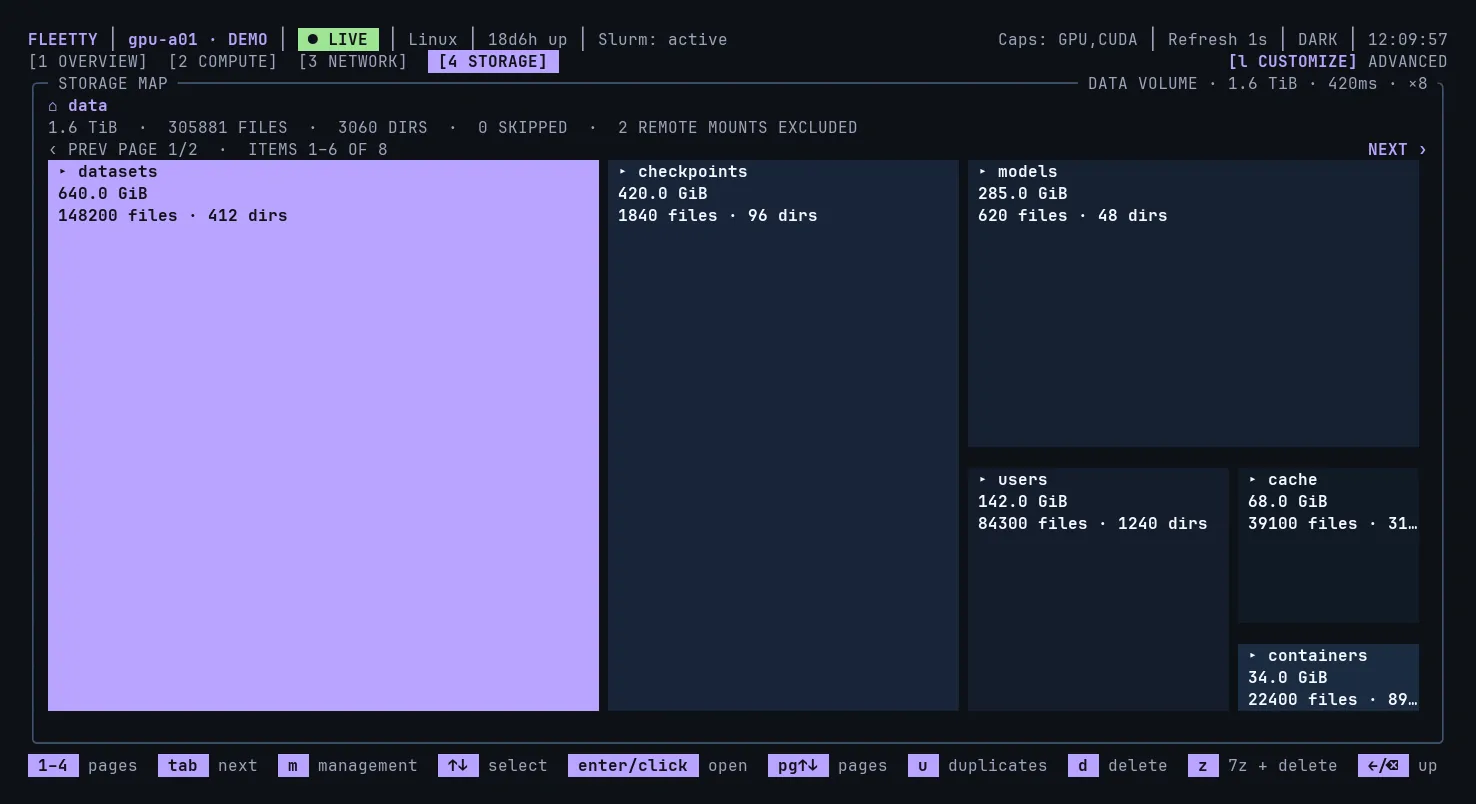 FLEETTY │ gpu-a01 · DEMO │ ● LIVE │ Linux │ 18d6h up │ Slurm: active Caps: GPU,CUDA │ Refresh 1s │ DARK │ 12:09:57
[1 OVERVIEW] [2 COMPUTE] [3 NETWORK] [4 STORAGE] [l CUSTOMIZE] ADVANCED
STORAGE MAP DATA VOLUME · 1.6 TiB · 420ms · ×8
⌂ data
1.6 TiB · 305881 FILES · 3060 DIRS · 0 SKIPPED · 2 REMOTE MOUNTS EXCLUDED
‹ PREV PAGE 1/2 · ITEMS 1–6 OF 8 NEXT ›
▸ datasets
640.0 GiB
148200 files · 412 dirs
▸ checkpoints
420.0 GiB
1840 files · 96 dirs
▸ models
285.0 GiB
620 files · 48 dirs
▸ users
142.0 GiB
84300 files · 1240 dirs
▸ cache
68.0 GiB
39100 files · 31…
▸ containers
34.0 GiB
22400 files · 89…
1–4 pages tab next m management ↑↓ select enter/click open pg↑↓ pages u duplicates d delete z 7z + delete ←/⌫ up